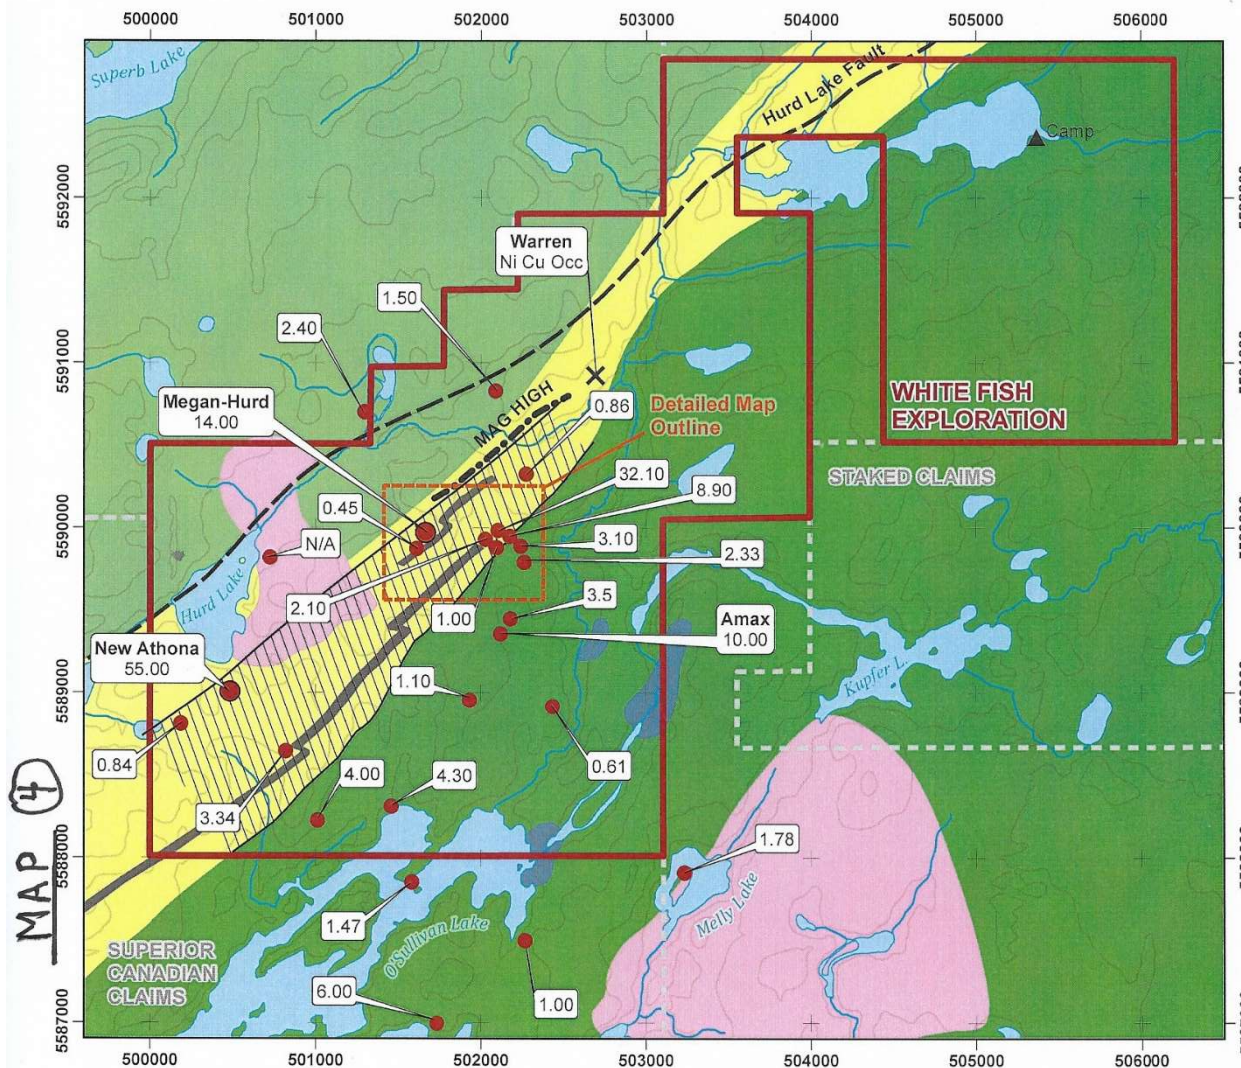 500000
501000
502000
503000
504000
505000
506000
Superb Lake
Hurd Lake Fault
Camp
5592000
Warren
Ni Cu Occ
1.50
2.40
5591000
Megan-Hurd
14.00
MAG HIGH
0.86
Detailed Map
Outline
WHITE FISH
EXPLORATION
32.10
8.90
STAKED CLAIMS
0.45
5590000
N/A
3.10
2.33
Hurd Lake
2.10
1.00
3.5
Amax
10.00
New Athona
55.00
5589000
1.10
Kupfer L.
0.84
0.61
3.34
4.00
4.30
5588000
1.78
1.47
Melly Lake
O'Sullivan Lake
SUPERIOR
CANADIAN
CLAIMS
6.00
1.00
5587000
MAP 4
500000
501000
502000
503000
504000
505000
506000